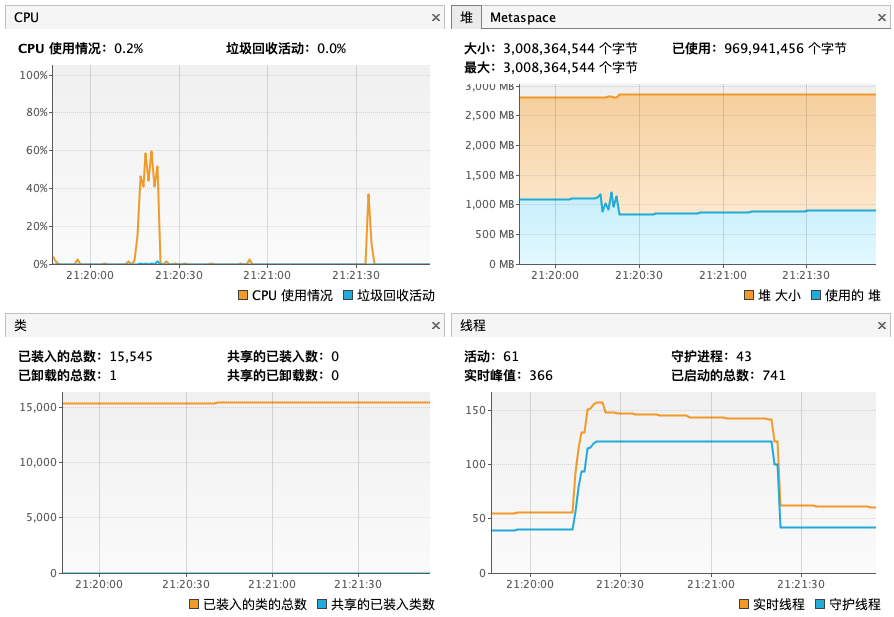 CPU
CPU 使用情况：0.2% 垃圾回收活动：0.0%
100%
80%
60%
40%
20%
0%
21:20:00 21:20:30 21:21:00 21:21:30
CPU 使用情况 垃圾回收活动
堆 Metaspace
大小：3,008,364,544 个字节 已使用：969,941,456 个字节
最大：3,008,364,544 个字节
3,000 MB
2,500 MB
2,000 MB
1,500 MB
1,000 MB
500 MB
0 MB
21:20:00 21:20:30 21:21:00 21:21:30
堆 大小 使用的 堆
类
已装入的总数：15,545 共享的已装入数：0
已卸载的总数：1 共享的已卸载数：0
15,000
10,000
5,000
0
21:20:00 21:20:30 21:21:00 21:21:30
已装入的类的总数 共享的已装入类数
线程
活动：61 守护进程：43
实时峰值：366 已启动的总数：741
150
100
50
0
21:20:00 21:20:30 21:21:00 21:21:30
实时线程 守护线程